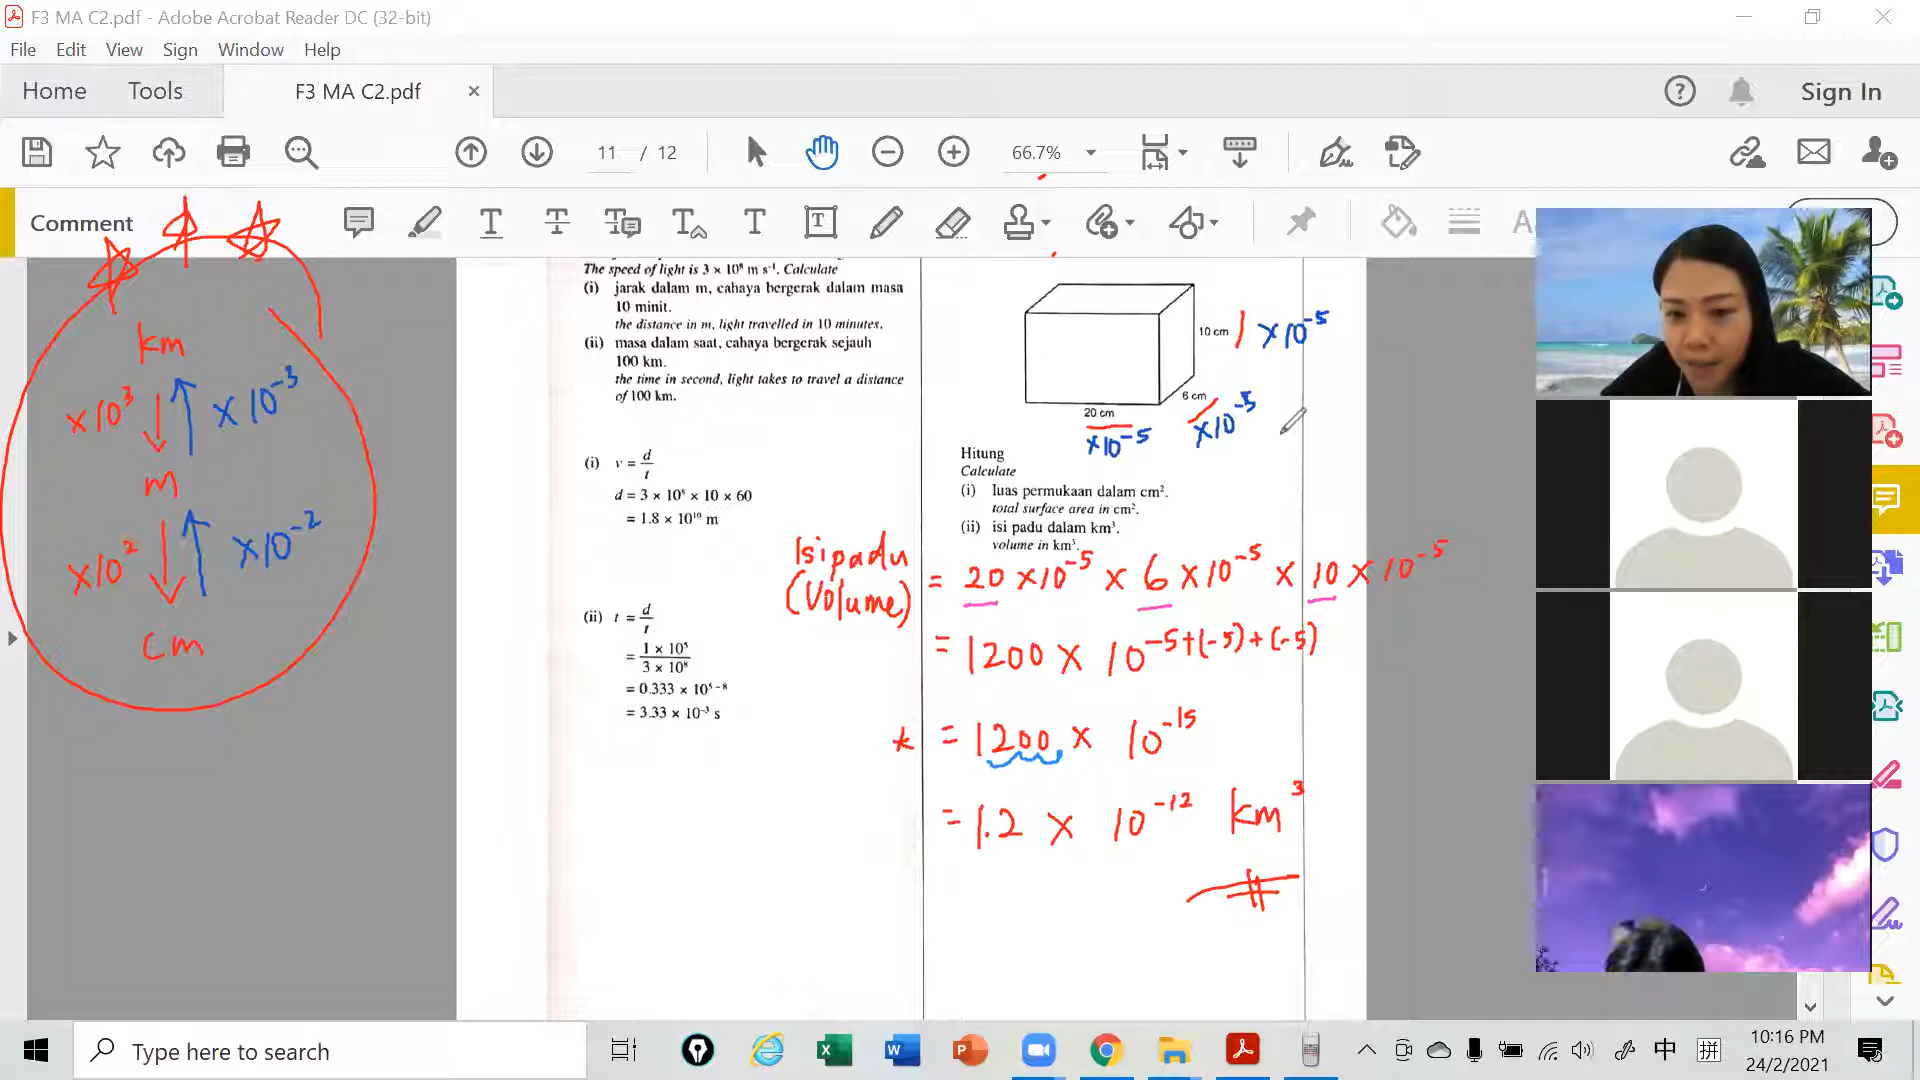 F3 MA C2.pdf - Adobe Acrobat Reader DC (32-bit)
File Edit View Sign Window Help
Home Tools F3 MA C2.pdf × Sign In
11 / 12 66.7%
Comment
The speed of light is 3 × 10⁸ m s⁻¹. Calculate
(i) jarak dalam m, cahaya bergerak dalam masa
10 minit.
the distance in m, light travelled in 10 minutes.
(ii) masa dalam saat, cahaya bergerak sejauh
100 km.
the time in second, light takes to travel a distance
of 100 km.
(i) v = d/t
d = 3 × 10⁸ × 10 × 60
= 1.8 × 10¹⁰ m
(ii) t = d/t
= 1 × 10⁵ / 3 × 10⁸
= 0.333 × 10⁵⁻⁸
= 3.33 × 10⁻³ s
km
×10³ ×10⁻³
m
×10² ×10⁻²
cm
10 cm ×10⁻⁵
6 cm
×10⁻⁵
20 cm
×10⁻⁵
Hitung
Calculate
(i) luas permukaan dalam cm².
total surface area in cm².
(ii) isi padu dalam km³.
volume in km³.
Isipadu
(Volume) = 20 ×10⁻⁵ × 6 ×10⁻⁵ × 10 × 10⁻⁵
= 1200 × 10⁻⁵⁺⁽⁻⁵⁾⁺⁽⁻⁵⁾
* = 1200 × 10⁻¹⁵
= 1.2 × 10⁻¹² km³
Type here to search
中 拼
10:16 PM
24/2/2021